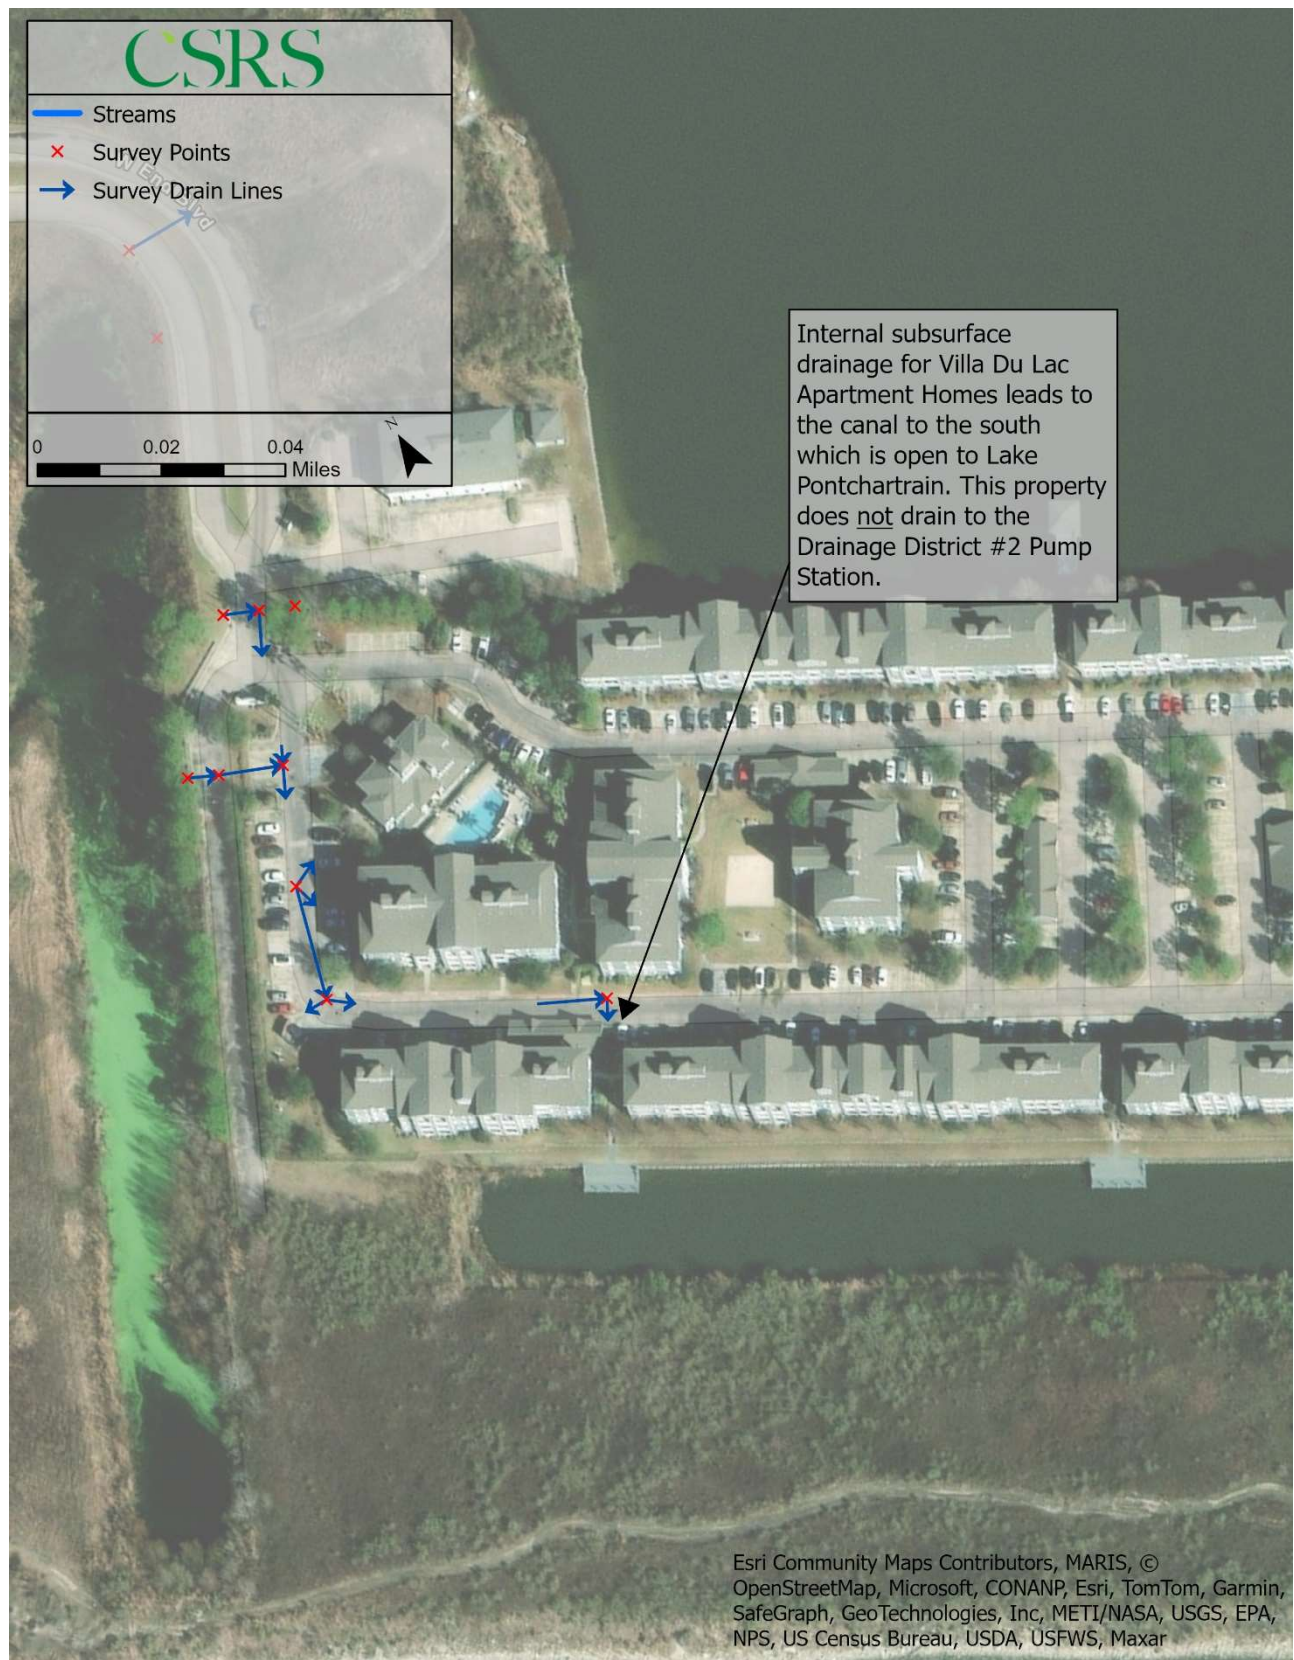 CSRS
Streams
Survey Points
Survey Drain Lines
N End Blvd
N
0 0.02 0.04
Miles
Internal subsurface
drainage for Villa Du Lac
Apartment Homes leads to
the canal to the south
which is open to Lake
Pontchartrain. This property
does not drain to the
Drainage District #2 Pump
Station.
Esri Community Maps Contributors, MARIS, ©
OpenStreetMap, Microsoft, CONANP, Esri, TomTom, Garmin,
SafeGraph, GeoTechnologies, Inc, METI/NASA, USGS, EPA,
NPS, US Census Bureau, USDA, USFWS, Maxar